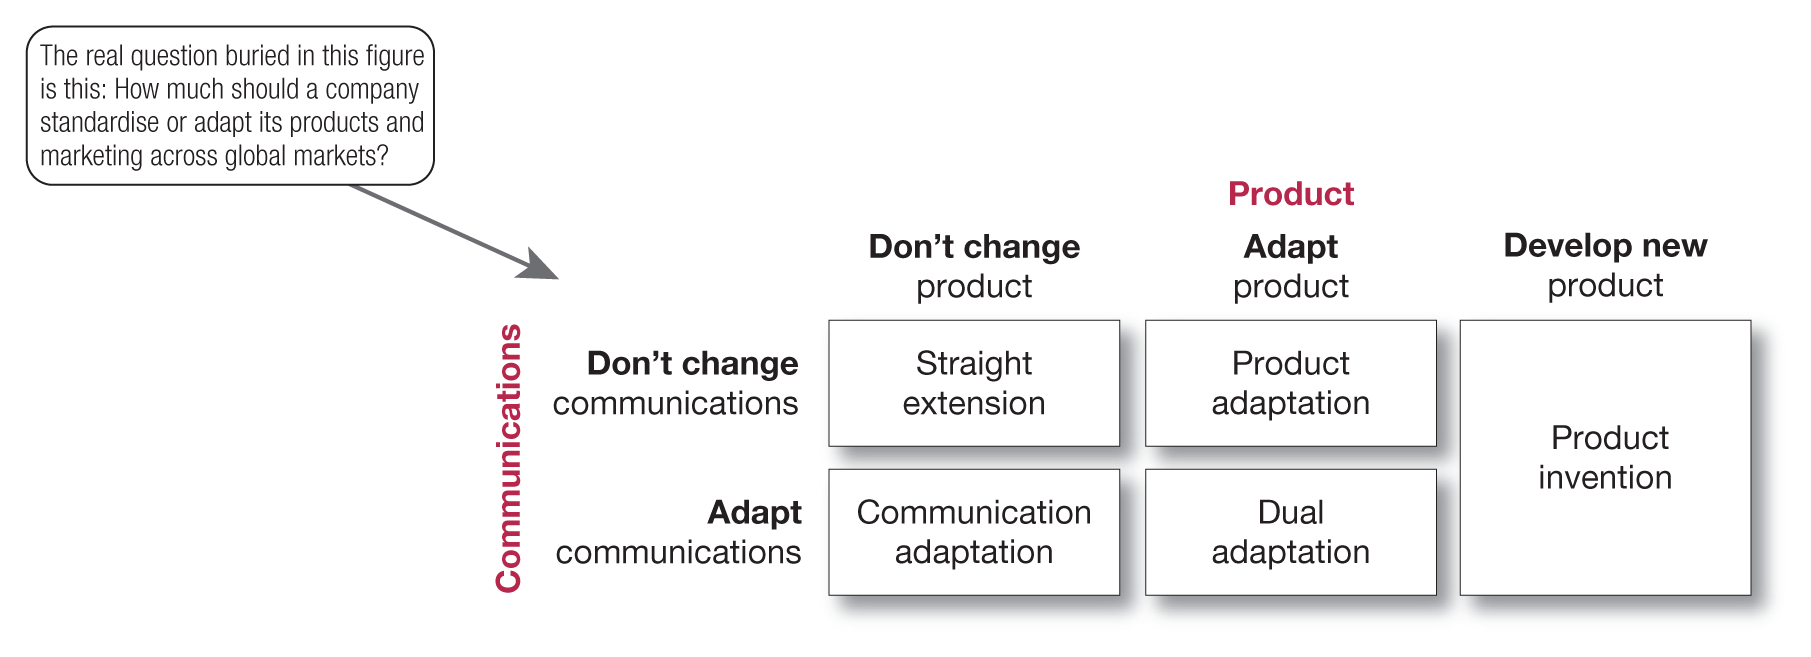 The real question buried in this figure
is this: How much should a company
standardise or adapt its products and
marketing across global markets?
Product
Don’t change
product
Adapt
product
Develop new
product
Communications
Don’t change
communications
Straight
extension
Product
adaptation
Product
invention
Adapt
communications
Communication
adaptation
Dual
adaptation